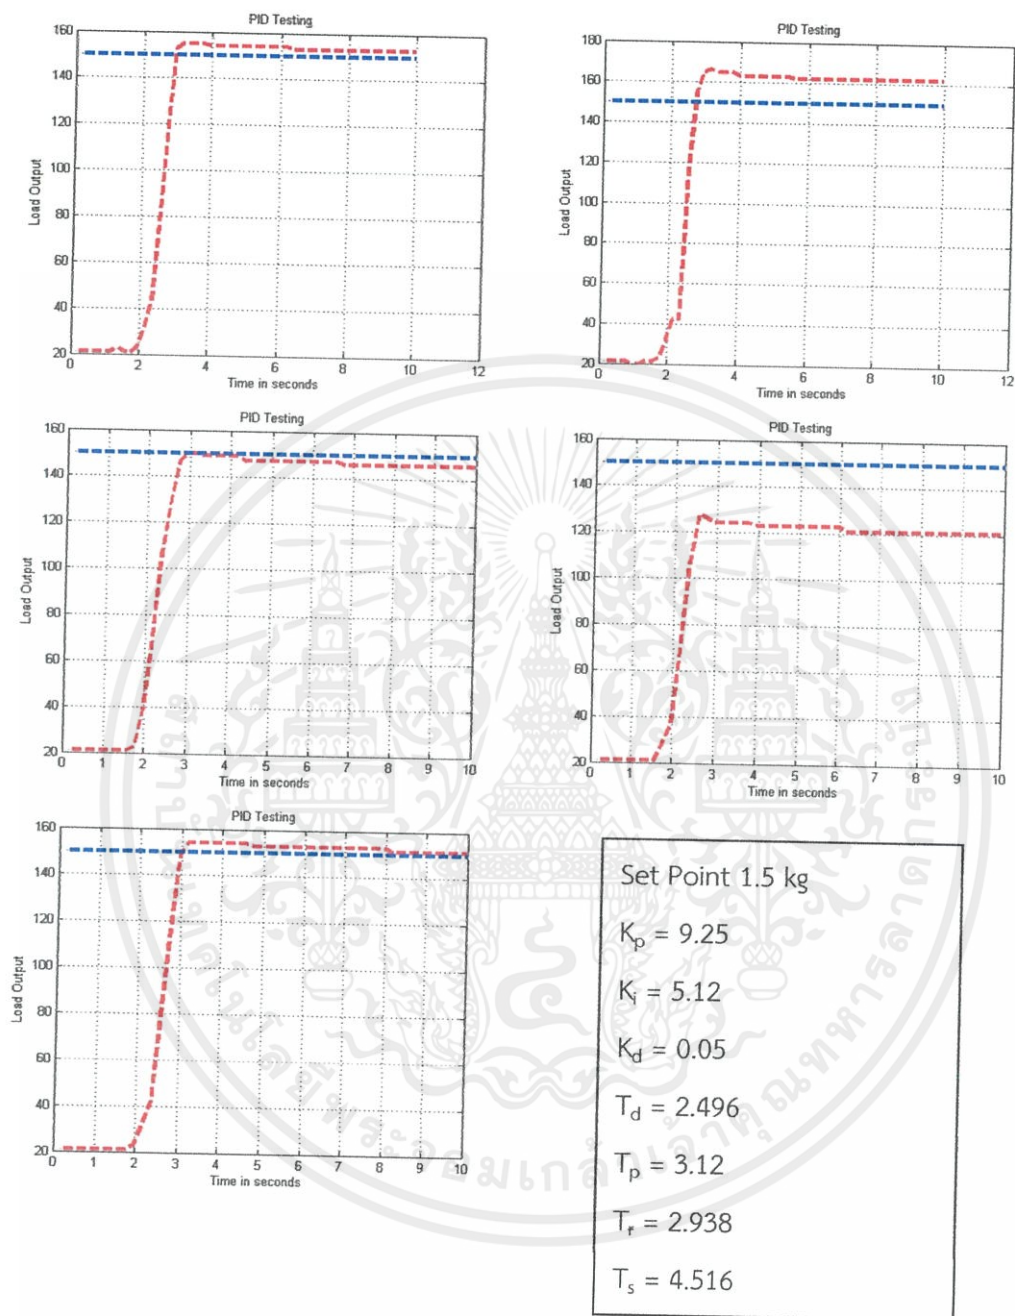 PID Testing
160
140
120
100
80
60
40
20
Load Output
0 2 4 6 8 10 12
Time in seconds
PID Testing
180
160
140
120
100
80
60
40
20
Load Output
0 2 4 6 8 10 12
Time in seconds
PID Testing
160
140
120
100
80
60
40
20
Load Output
0 1 2 3 4 5 6 7 8 9 10
Time in seconds
PID Testing
160
140
120
100
80
60
40
20
Load Output
0 1 2 3 4 5 6 7 8 9 10
Time in seconds
PID Testing
160
140
120
100
80
60
40
20
Load Output
0 1 2 3 4 5 6 7 8 9 10
Time in seconds
Set Point 1.5 kg
Kp = 9.25
Ki = 5.12
Kd = 0.05
Td = 2.496
Tp = 3.12
Tr = 2.938
Ts = 4.516